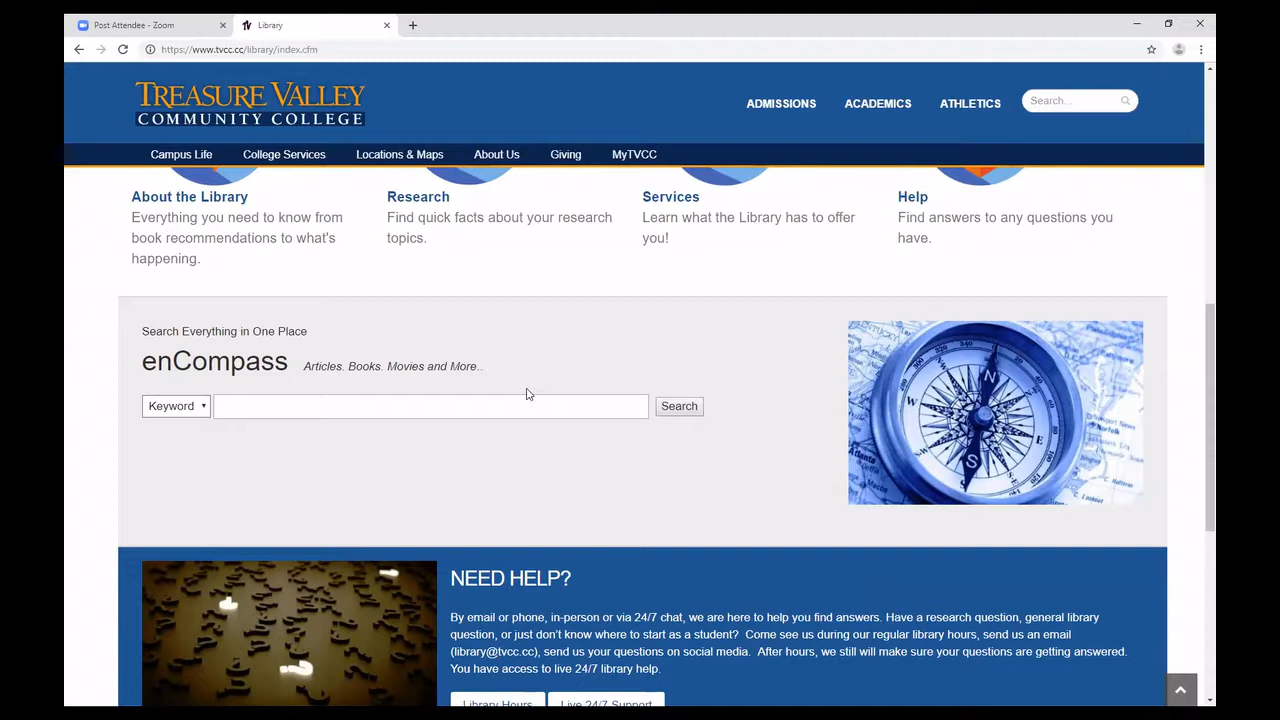 Post Attendee - Zoom
Library
https://www.tvcc.cc/library/index.cfm
TREASURE VALLEY
COMMUNITY COLLEGE
ADMISSIONS
ACADEMICS
ATHLETICS
Search...
Campus Life
College Services
Locations & Maps
About Us
Giving
MyTVCC
About the Library
Everything you need to know from
book recommendations to what's
happening.
Research
Find quick facts about your research
topics.
Services
Learn what the Library has to offer
you!
Help
Find answers to any questions you
have.
Search Everything in One Place
enCompass Articles. Books. Movies and More..
Keyword
Search
N
E
S
Norfolk
Atlanta
NEED HELP?
By email or phone, in-person or via 24/7 chat, we are here to help you find answers. Have a research question, general library
question, or just don't know where to start as a student? Come see us during our regular library hours, send us an email
(library@tvcc.cc), send us your questions on social media. After hours, we still will make sure your questions are getting answered.
You have access to live 24/7 library help.
Library Hours
Live 24/7 Support